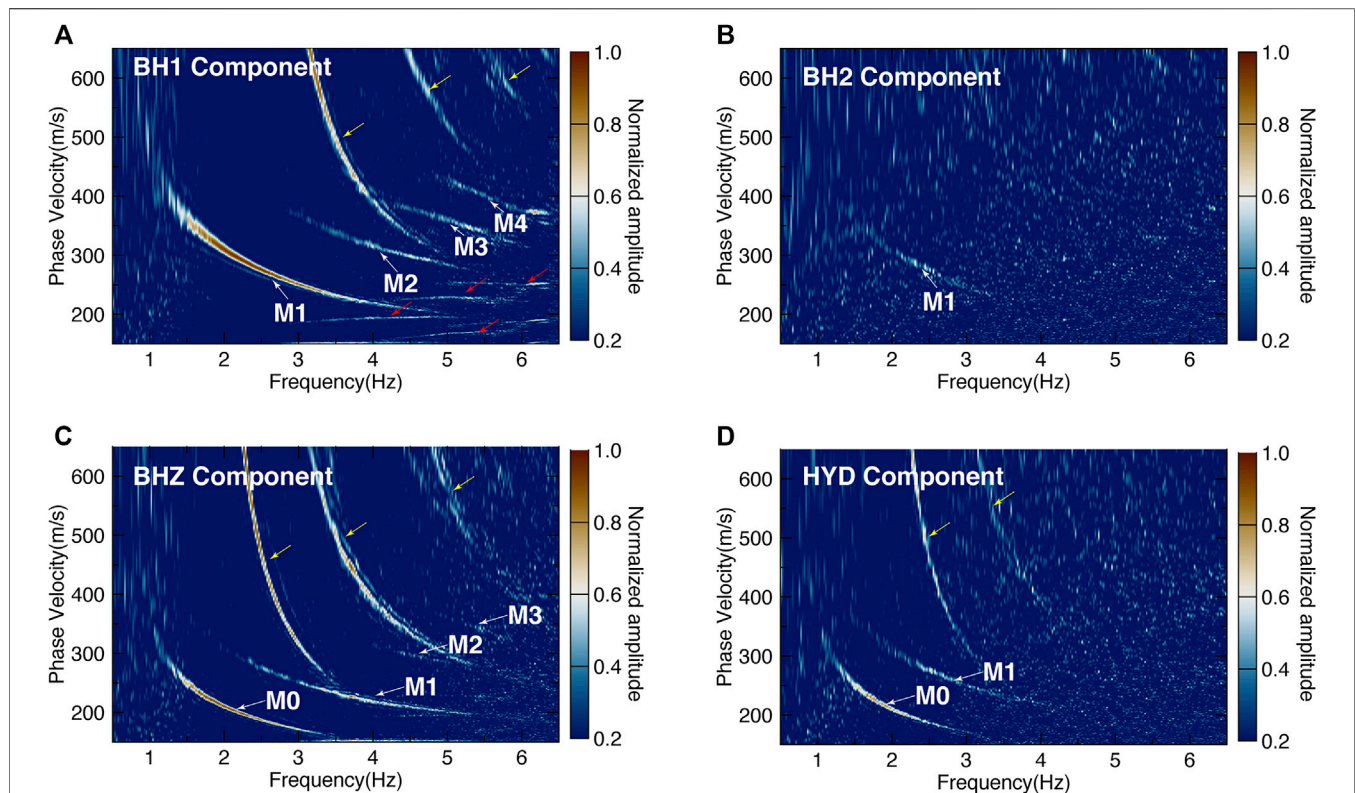 A
BH1 Component
600
500
400
300
200
1 2 3 4 5 6
Phase Velocity(m/s)
Frequency(Hz)
M1
M2
M3
M4
1.0
0.8
0.6
0.4
0.2
Normalized amplitude
B
BH2 Component
600
500
400
300
200
1 2 3 4 5 6
Phase Velocity(m/s)
Frequency(Hz)
M1
1.0
0.8
0.6
0.4
0.2
Normalized amplitude
C
BHZ Component
600
500
400
300
200
1 2 3 4 5 6
Phase Velocity(m/s)
Frequency(Hz)
M0
M1
M2
M3
1.0
0.8
0.6
0.4
0.2
Normalized amplitude
D
HYD Component
600
500
400
300
200
1 2 3 4 5 6
Phase Velocity(m/s)
Frequency(Hz)
M0
M1
1.0
0.8
0.6
0.4
0.2
Normalized amplitude